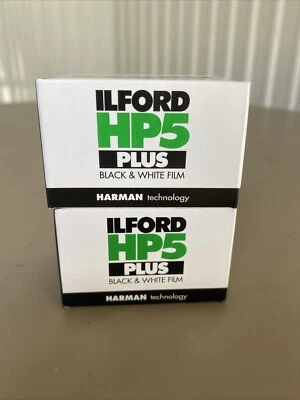 ILFORD
HP5
PLUS
BLACK & WHITE FILM
HARMAN technology
ILFORD
HP5
PLUS
BLACK & WHITE FILM
HARMAN technology